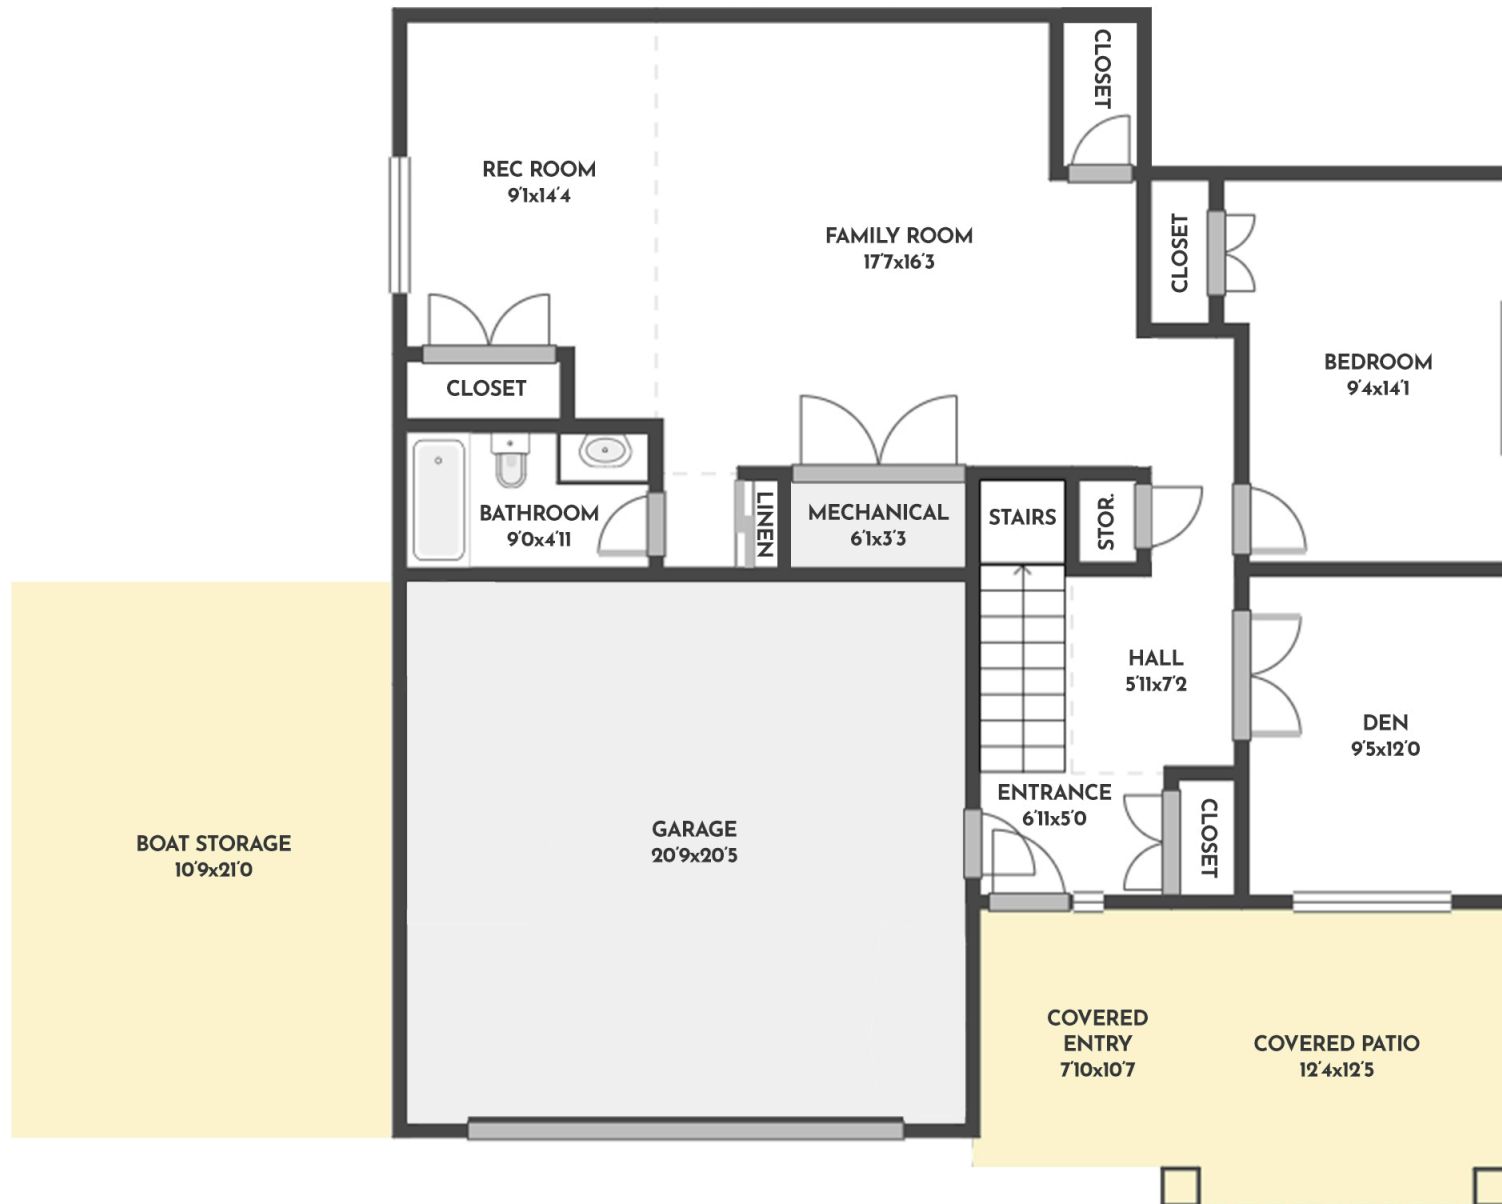 CLOSET
REC ROOM
9'1x14'4
FAMILY ROOM
17'7x16'3
CLOSET
BEDROOM
9'4x14'1
CLOSET
BATHROOM
9'0x4'11
LINEN
MECHANICAL
6'1x3'3
STAIRS
STOR.
HALL
5'11x7'2
DEN
9'5x12'0
ENTRANCE
6'11x5'0
CLOSET
GARAGE
20'9x20'5
BOAT STORAGE
10'9x21'0
COVERED
ENTRY
7'10x10'7
COVERED PATIO
12'4x12'5